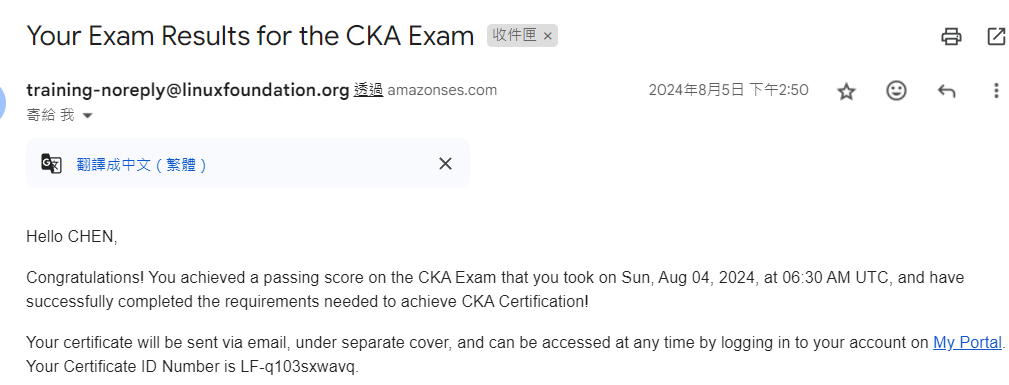 Your Exam Results for the CKA Exam 收件匣 ×
training-noreply@linuxfoundation.org 透過 amazonses.com 2024年8月5日 下午2:50
寄給 我
翻譯成中文（繁體）
Hello CHEN,
Congratulations! You achieved a passing score on the CKA Exam that you took on Sun, Aug 04, 2024, at 06:30 AM UTC, and have
successfully completed the requirements needed to achieve CKA Certification!
Your certificate will be sent via email, under separate cover, and can be accessed at any time by logging in to your account on My Portal.
Your Certificate ID Number is LF-q103sxwavq.